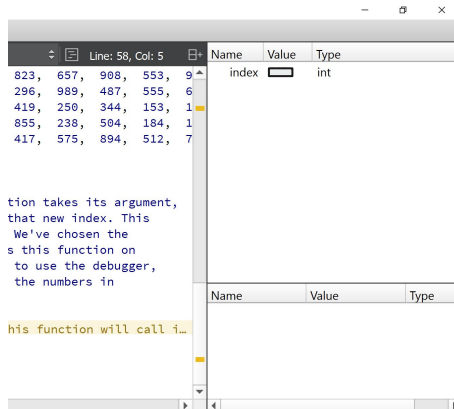 Line: 58, Col: 5
823, 657, 908, 553, 9
296, 989, 487, 555, 6
419, 250, 344, 153, 1
855, 238, 504, 184, 1
417, 575, 894, 512, 7
tion takes its argument,
that new index. This
We've chosen the
s this function on
to use the debugger,
the numbers in
his function will call i…
Name Value Type
index int
Name Value Type